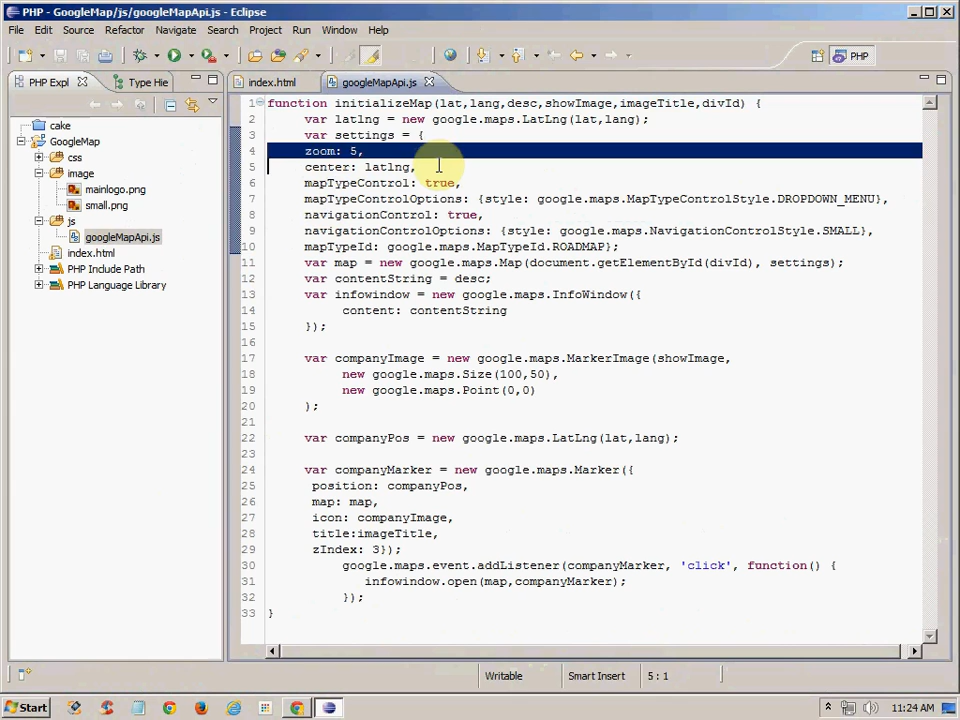 PHP - GoogleMap/js/googleMapApi.js - Eclipse
File Edit Source Refactor Navigate Search Project Run Window Help
PHP
PHP Expl Type Hie
index.html googleMapApi.js
cake
GoogleMap
css
image
mainlogo.png
small.png
js
googleMapApi.js
index.html
PHP Include Path
PHP Language Library
1 function initializeMap(lat,lang,desc,showImage,imageTitle,divId) {
2 var latlng = new google.maps.LatLng(lat,lang);
3 var settings = {
4 zoom: 5,
5 center: latlng,
6 mapTypeControl: true,
7 mapTypeControlOptions: {style: google.maps.MapTypeControlStyle.DROPDOWN_MENU},
8 navigationControl: true,
9 navigationControlOptions: {style: google.maps.NavigationControlStyle.SMALL},
10 mapTypeId: google.maps.MapTypeId.ROADMAP};
11 var map = new google.maps.Map(document.getElementById(divId), settings);
12 var contentString = desc;
13 var infowindow = new google.maps.InfoWindow({
14 content: contentString
15 });
16
17 var companyImage = new google.maps.MarkerImage(showImage,
18 new google.maps.Size(100,50),
19 new google.maps.Point(0,0)
20 );
21
22 var companyPos = new google.maps.LatLng(lat,lang);
23
24 var companyMarker = new google.maps.Marker({
25 position: companyPos,
26 map: map,
27 icon: companyImage,
28 title:imageTitle,
29 zIndex: 3});
30 google.maps.event.addListener(companyMarker, 'click', function() {
31 infowindow.open(map,companyMarker);
32 });
33 }
Writable Smart Insert 5 : 1
Start 11:24 AM